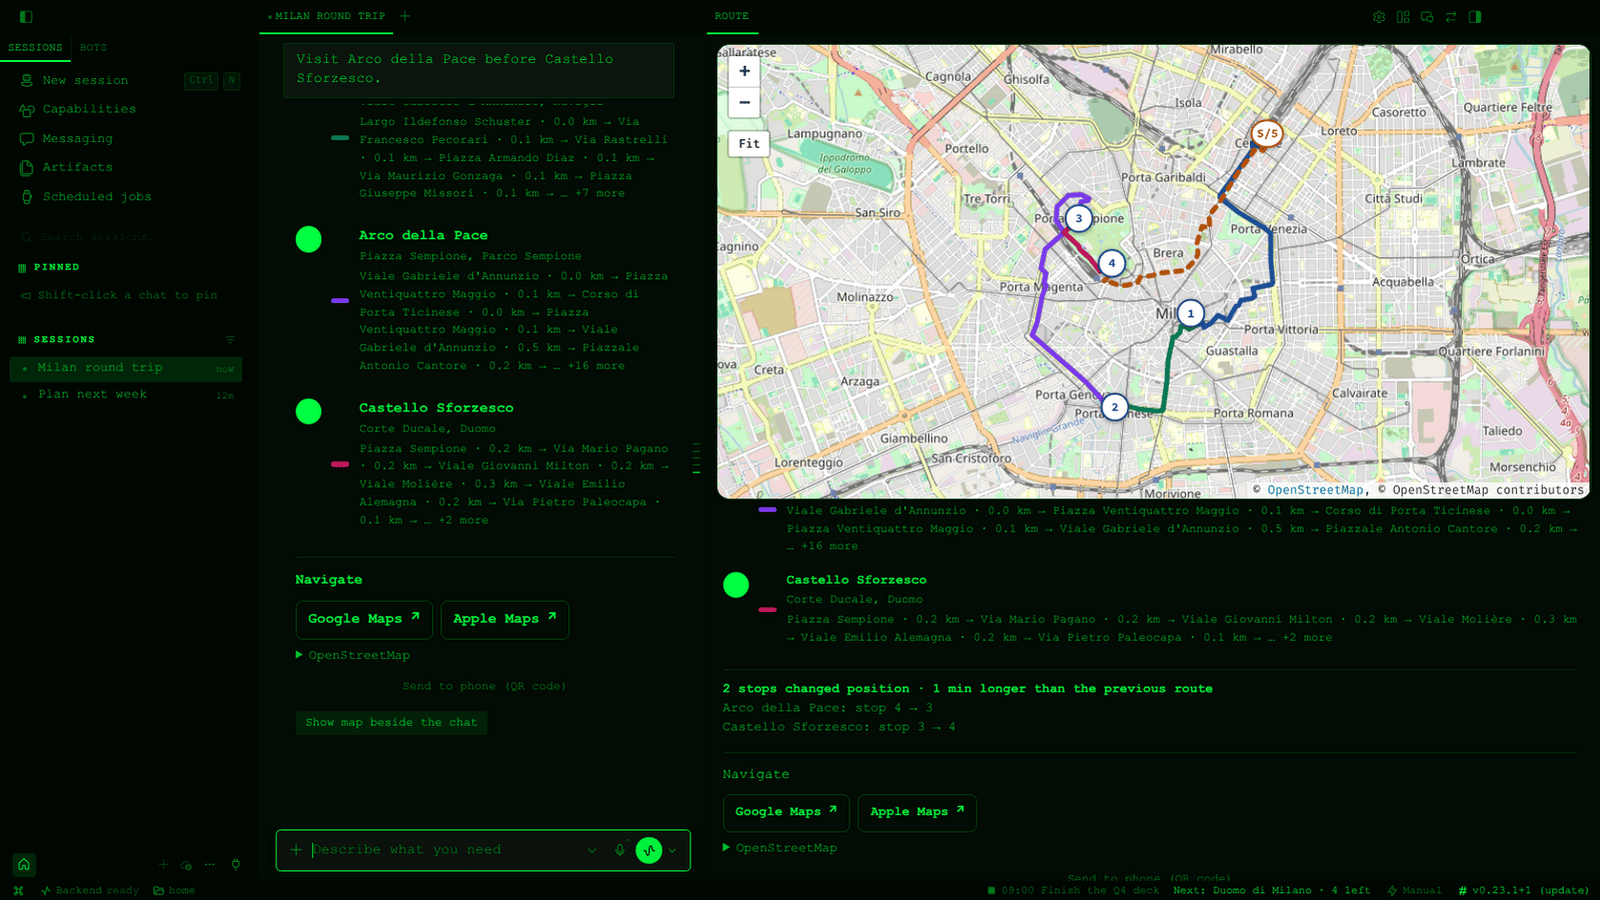 SESSIONS
BOTS
New session
Ctrl
N
Capabilities
Messaging
Artifacts
Scheduled jobs
Search sessions…
PINNED
Shift-click a chat to pin
SESSIONS
Milan round trip
now
Plan next week
12m
MILAN ROUND TRIP
Visit Arco della Pace before Castello
Sforzesco.
Largo Ildefonso Schuster · 0.0 km → Via
Francesco Pecorari · 0.1 km → Via Rastrelli
· 0.1 km → Piazza Armando Diaz · 0.1 km →
Via Maurizio Gonzaga · 0.1 km → Piazza
Giuseppe Missori · 0.1 km → … +7 more
Arco della Pace
Piazza Sempione, Parco Sempione
Viale Gabriele d'Annunzio · 0.0 km → Piazza
Ventiquattro Maggio · 0.1 km → Corso di
Porta Ticinese · 0.0 km → Piazza
Ventiquattro Maggio · 0.1 km → Viale
Gabriele d'Annunzio · 0.5 km → Piazzale
Antonio Cantore · 0.2 km → … +16 more
Castello Sforzesco
Corte Ducale, Duomo
Piazza Sempione · 0.2 km → Via Mario Pagano
· 0.2 km → Viale Giovanni Milton · 0.2 km →
Viale Molière · 0.3 km → Viale Emilio
Alemagna · 0.2 km → Via Pietro Paleocapa ·
0.1 km → … +2 more
Navigate
Google Maps ↗
Apple Maps ↗
OpenStreetMap
Send to phone (QR code)
Show map beside the chat
Describe what you need
ROUTE
+
−
Fit
Gallaratese
Mirabello
Cagnola
Ghisolfa
Isola
Casoretto
Quartiere Feltre
Lampugnano
Loreto
S/5
Portello
Ippodromo
del Galoppo
Lambrate
Porta Garibaldi
Tre Torri
Città Studi
San Siro
3
Porta Venezia
Brera
4
Ortica
Porta Magenta
Acquabella
Molinazzo
1
Porta Vittoria
Guastalla
Quartiere Forlanini
Creta
Arzaga
Calvairate
2
Porta Romana
Naviglio Grande
Giambellino
Taliedo
San Cristoforo
Lorenteggio
Morsenchio
Morivione
© OpenStreetMap, © OpenStreetMap contributors
Viale Gabriele d'Annunzio · 0.0 km → Piazza Ventiquattro Maggio · 0.1 km → Corso di Porta Ticinese · 0.0 km →
Piazza Ventiquattro Maggio · 0.1 km → Viale Gabriele d'Annunzio · 0.5 km → Piazzale Antonio Cantore · 0.2 km →
… +16 more
Castello Sforzesco
Corte Ducale, Duomo
Piazza Sempione · 0.2 km → Via Mario Pagano · 0.2 km → Viale Giovanni Milton · 0.2 km → Viale Molière · 0.3 km
→ Viale Emilio Alemagna · 0.2 km → Via Pietro Paleocapa · 0.1 km → … +2 more
2 stops changed position · 1 min longer than the previous route
Arco della Pace: stop 4 → 3
Castello Sforzesco: stop 3 → 4
Navigate
Google Maps ↗
Apple Maps ↗
OpenStreetMap
Send to phone (QR code)
Backend ready
home
09:00 Finish the Q4 deck
Next: Duomo di Milano · 4 left
Manual
v0.23.1+1 (update)